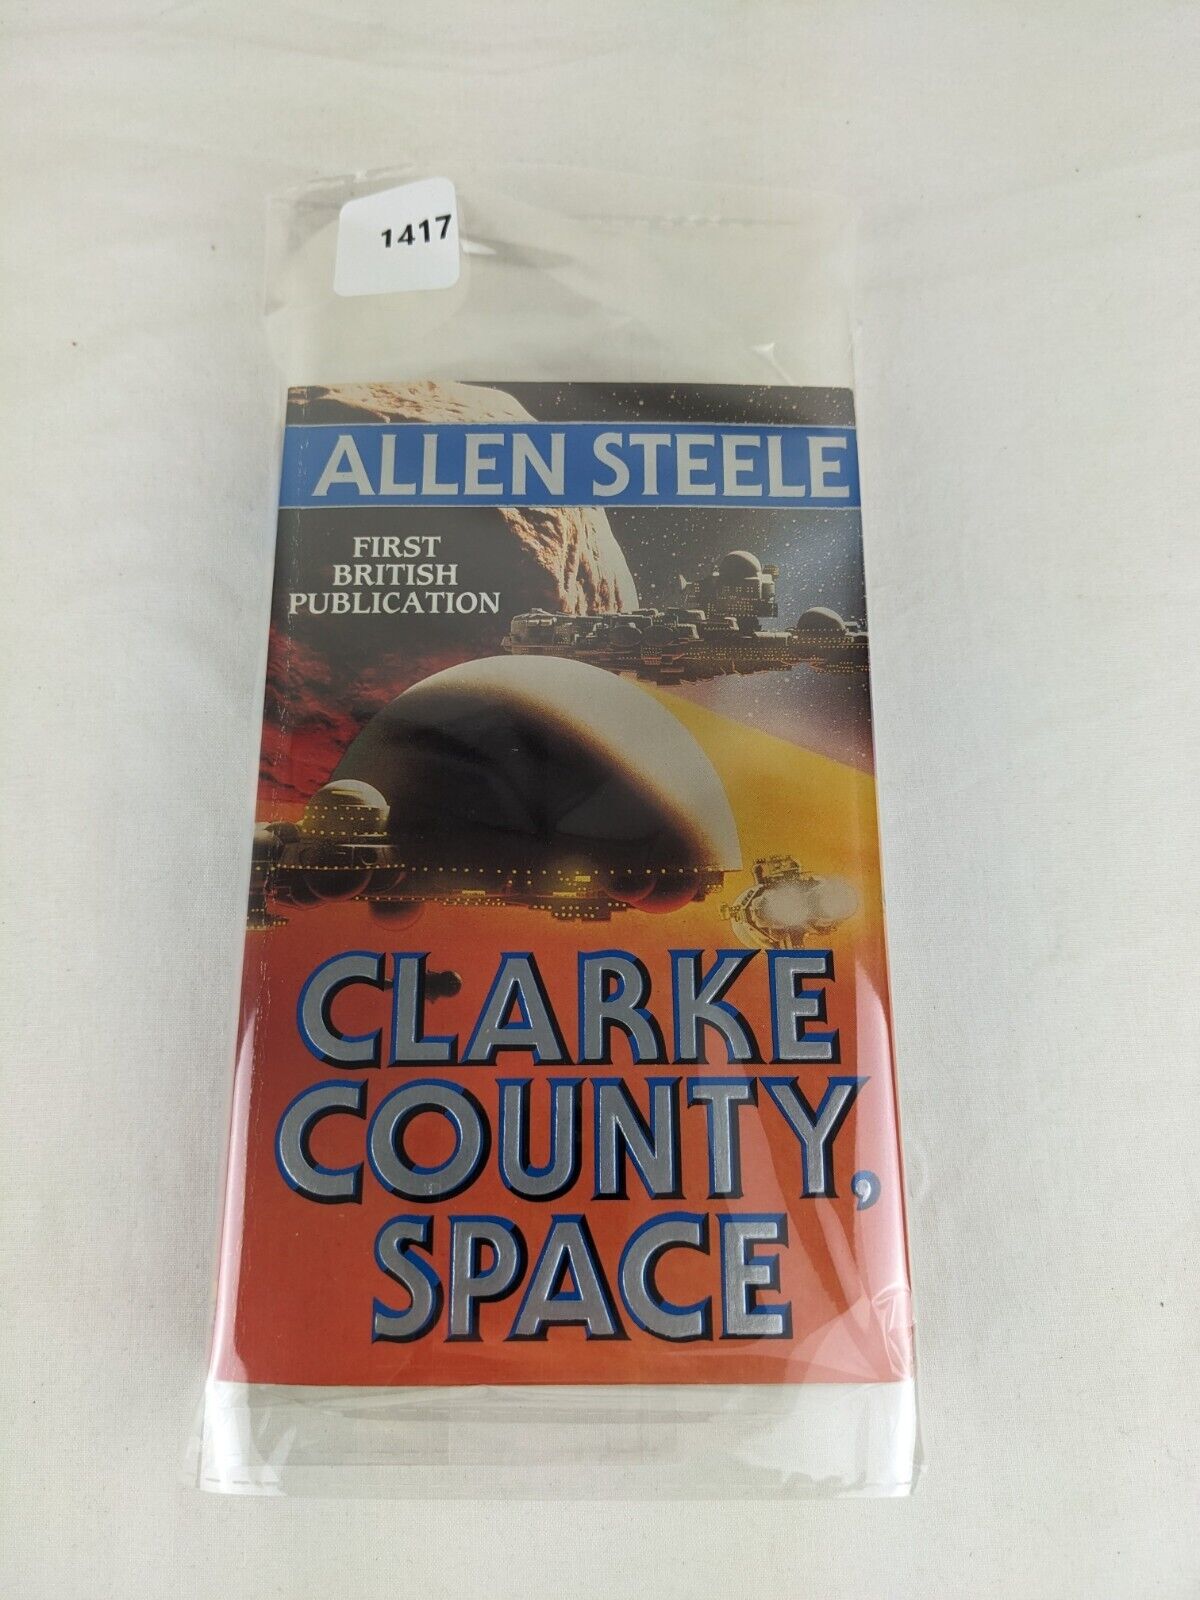 1417
ALLEN STEELE
FIRST
BRITISH
PUBLICATION
CLARKE
COUNTY,
SPACE